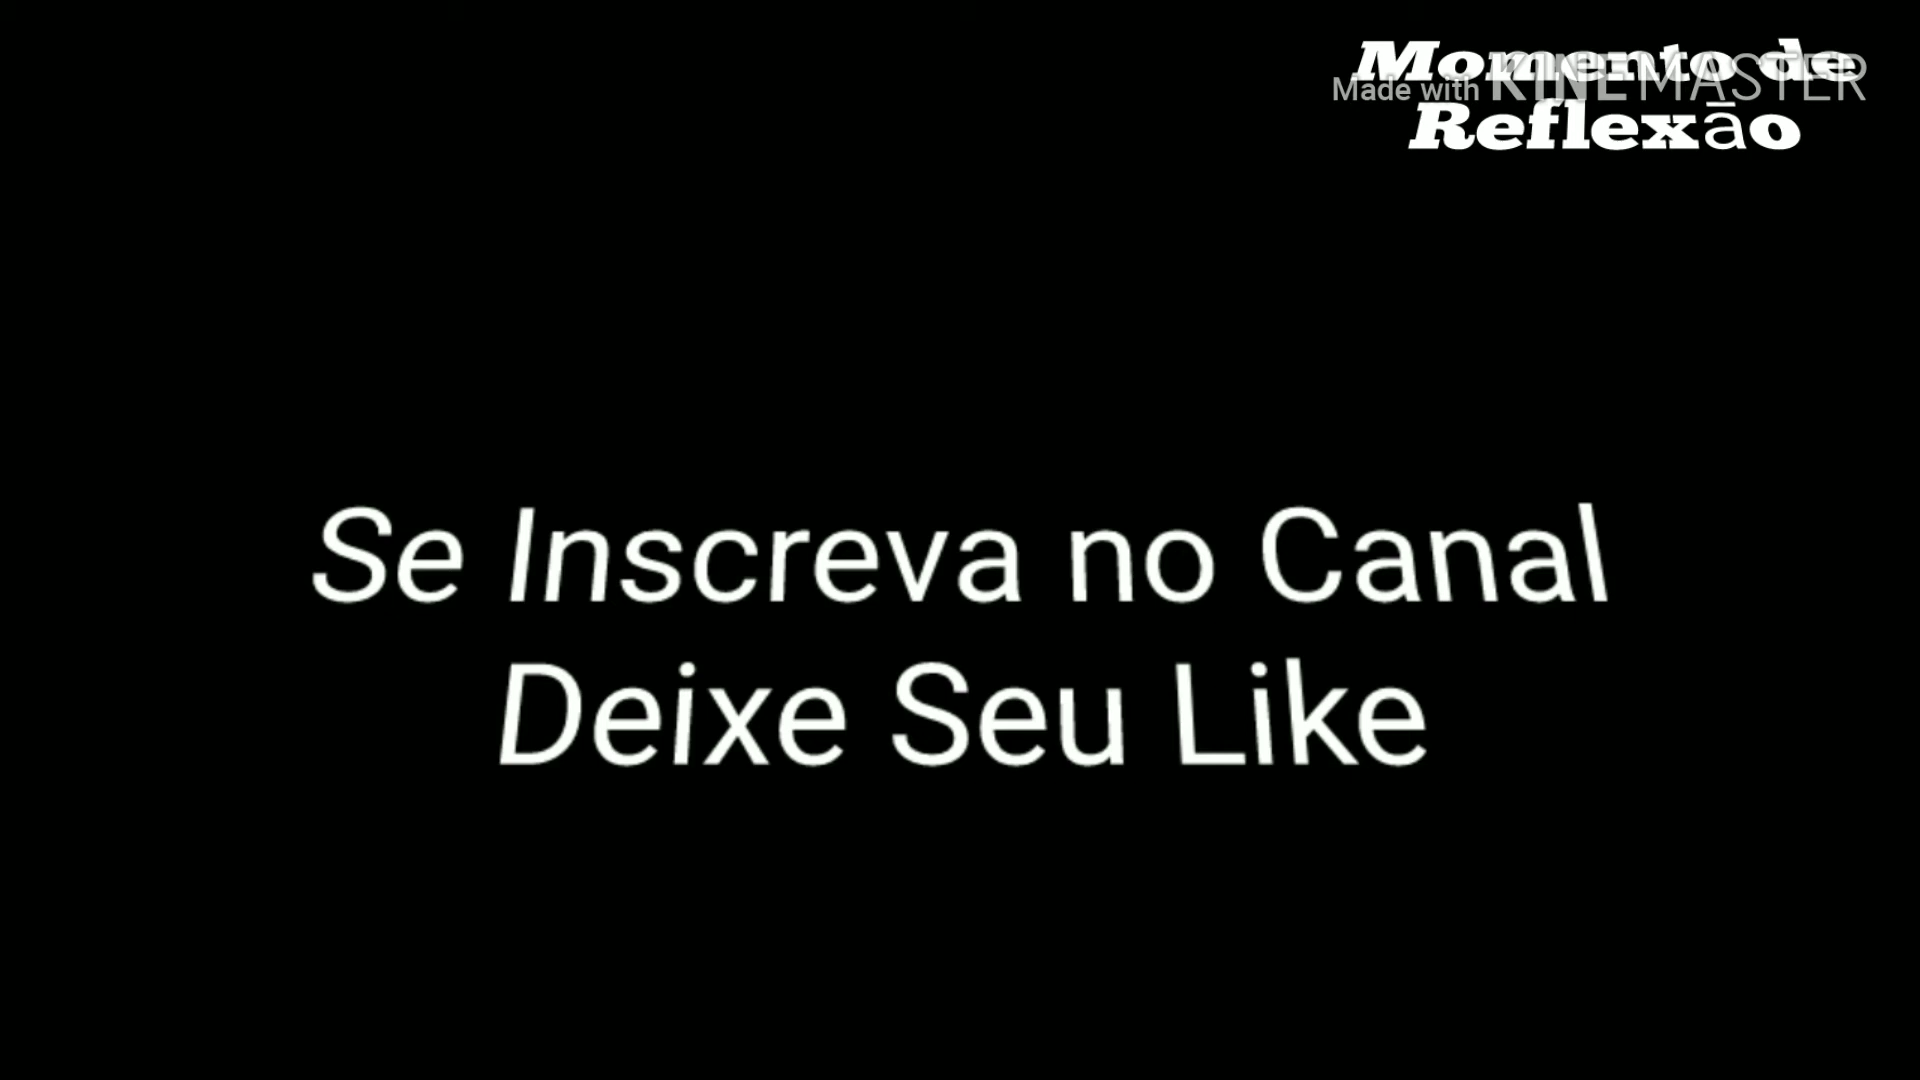 Momento de
Made with KINEMASTER
Reflexão
Se Inscreva no Canal
Deixe Seu Like